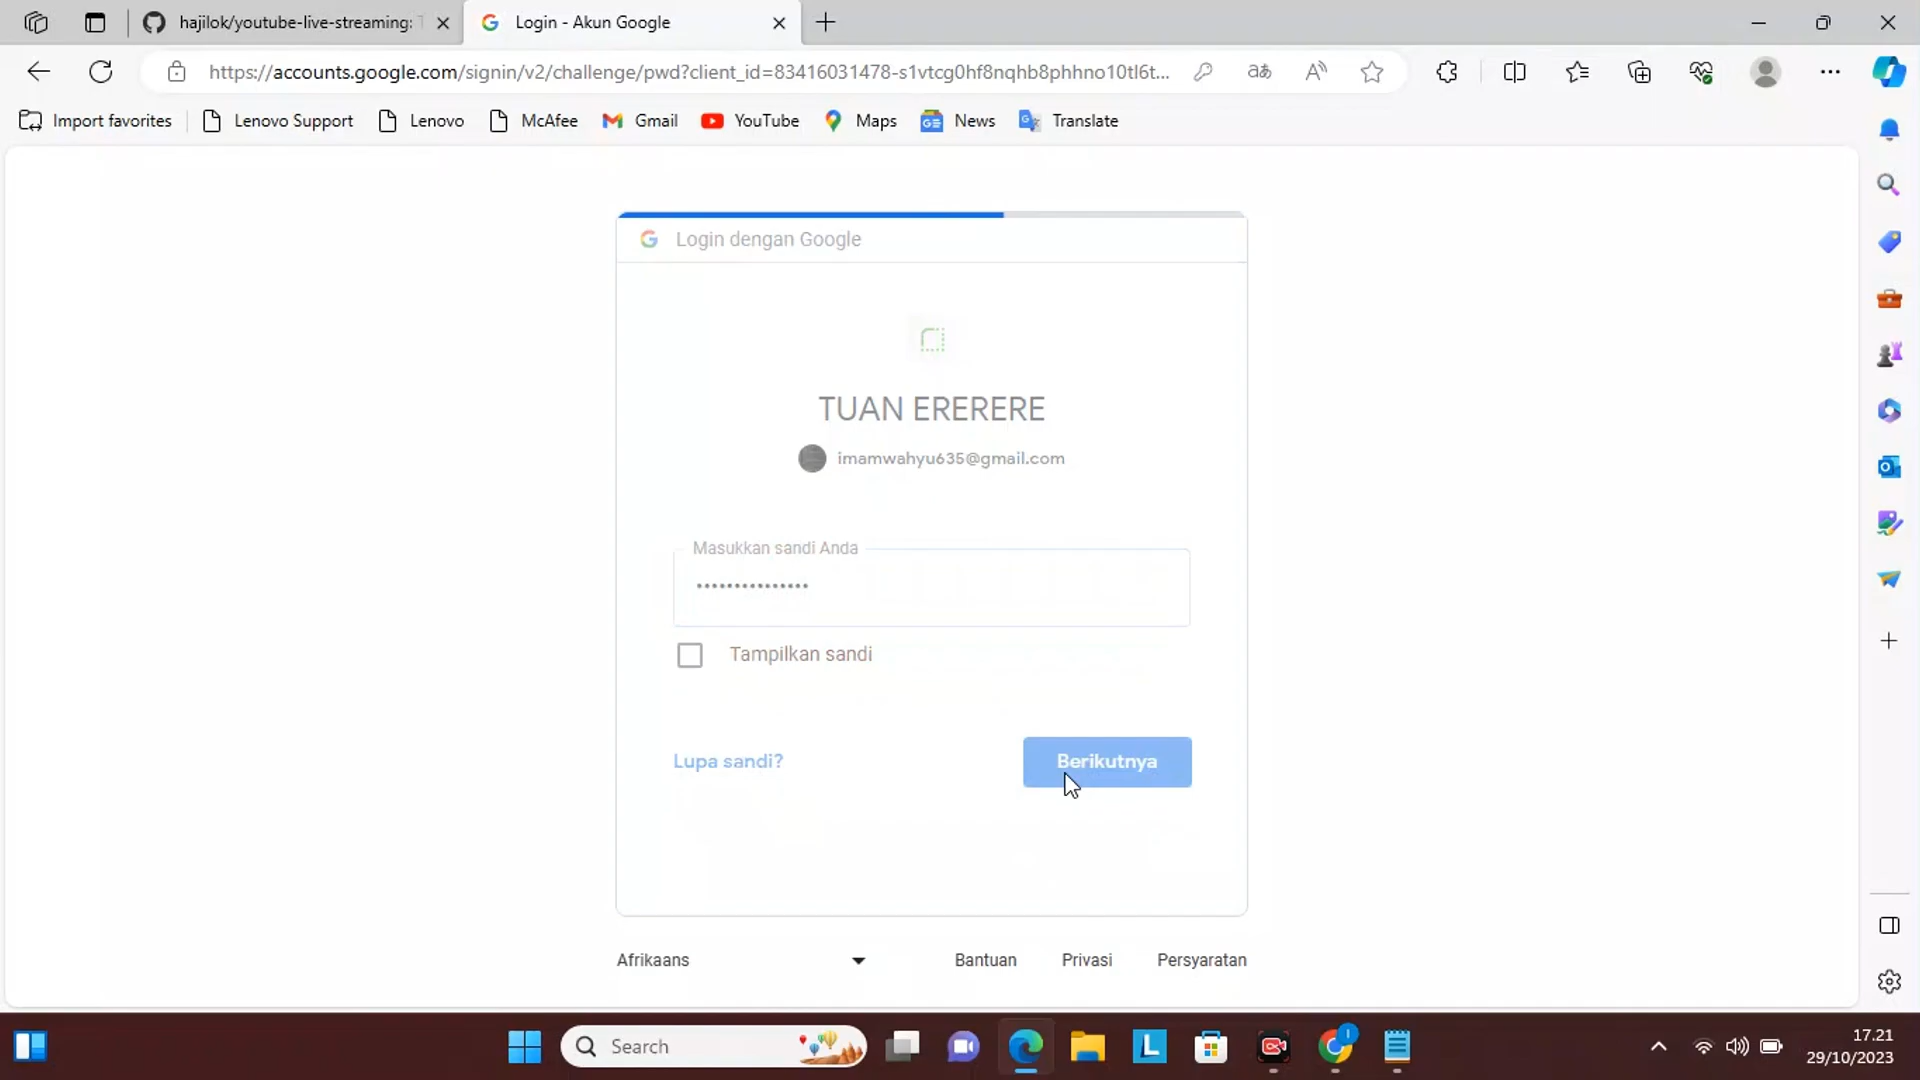 hajilok/youtube-live-streaming:
Login - Akun Google
https://accounts.google.com/signin/v2/challenge/pwd?client_id=83416031478-s1vtcg0hf8nqhb8phhno10tl6t...
Import favorites
Lenovo Support
Lenovo
McAfee
Gmail
YouTube
Maps
News
Translate
Login dengan Google
TUAN ERERERE
imamwahyu635@gmail.com
Masukkan sandi Anda
•••••••••••••••
Tampilkan sandi
Lupa sandi?
Berikutnya
Afrikaans
Bantuan
Privasi
Persyaratan
Search
17.21
29/10/2023